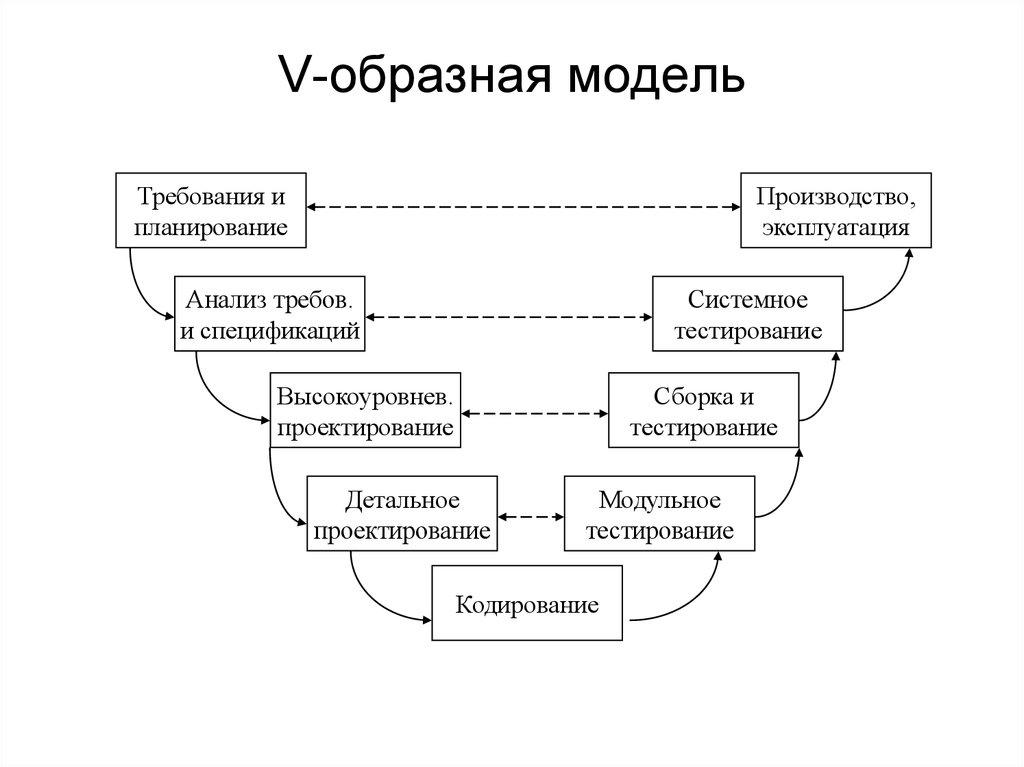 V-образная модель
Требования и
планирование
Производство,
эксплуатация
Анализ требов.
и спецификаций
Системное
тестирование
Высокоуровнев.
проектирование
Сборка и
тестирование
Детальное
проектирование
Модульное
тестирование
Кодирование